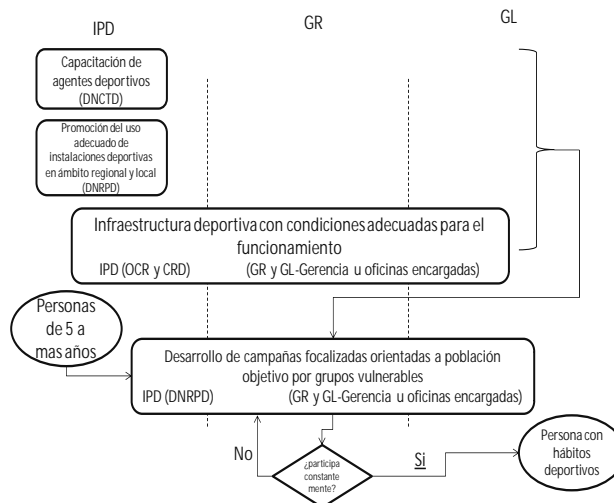 IPD
GR
GL
Capacitación de
agentes deportivos
(DNCTD)
Promoción del uso
adecuado de
instalaciones deportivas
en ámbito regional y local
(DNRPD)
Infraestructura deportiva con condiciones adecuadas para el
funcionamiento
IPD (OCR y CRD) (GR y GL-Gerencia u oficinas encargadas)
Personas
de 5 a
mas años
Desarrollo de campañas focalizadas orientadas a población
objetivo por grupos vulnerables
IPD (DNRPD) (GR y GL-Gerencia u oficinas encargadas)
No
¿participa
constante
mente?
Si
Persona con
hábitos
deportivos